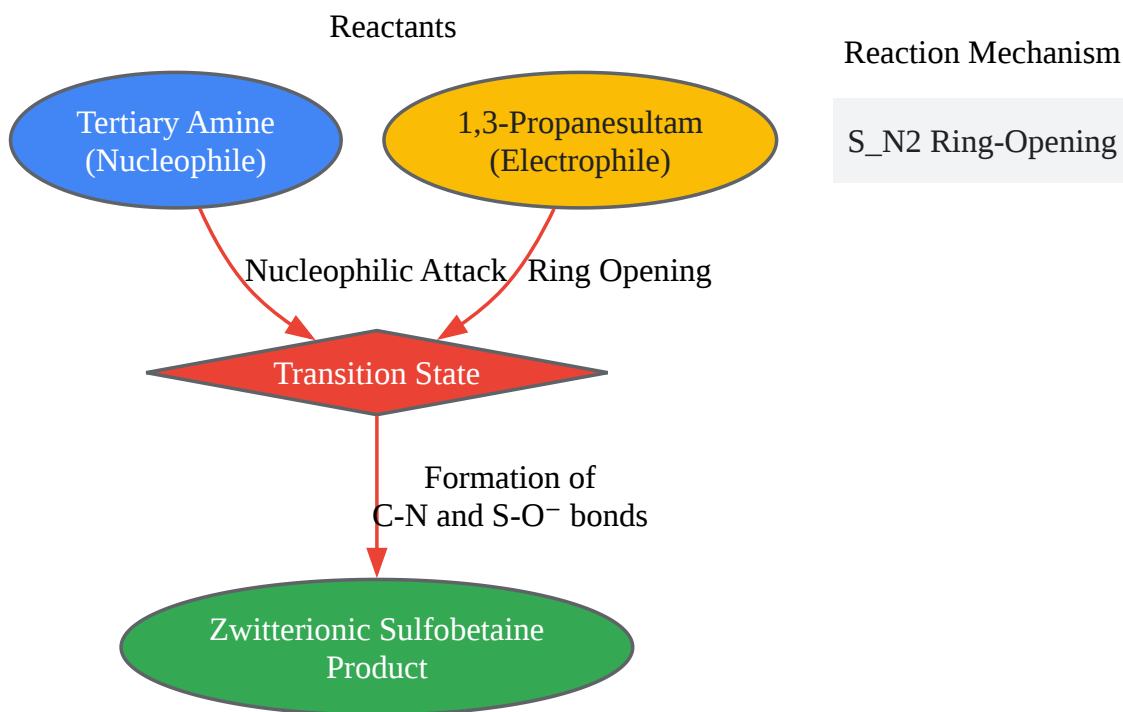 Reactants
Reaction Mechanism
Tertiary Amine
(Nucleophile)
1,3-Propanesultam
(Electrophile)
S_N2 Ring-Opening
Nucleophilic Attack
Ring Opening
Transition State
Formation of
C-N and S-O⁻ bonds
Zwitterionic Sulfobetaine
Product